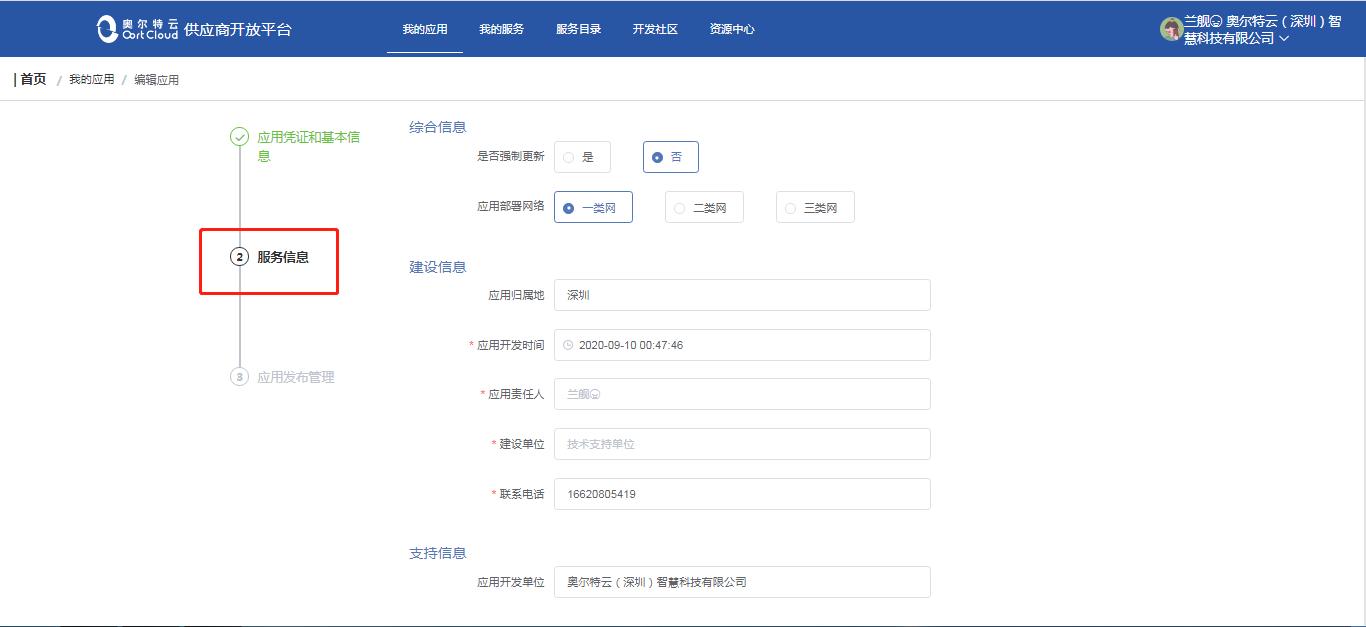 奥尔特云
OortCloud
供应商开放平台
我的应用 我的服务 服务目录 开发社区 资源中心
兰舰 奥尔特云（深圳）智
慧科技有限公司
首页 / 我的应用 / 编辑应用
应用凭证和基本信
息
2 服务信息
3 应用发布管理
综合信息
是否强制更新 是 否
应用部署网络 一类网 二类网 三类网
建设信息
应用归属地 深圳
* 应用开发时间 2020-09-10 00:47:46
* 应用责任人 兰舰
* 建设单位 技术支持单位
* 联系电话 16620805419
支持信息
应用开发单位 奥尔特云（深圳）智慧科技有限公司